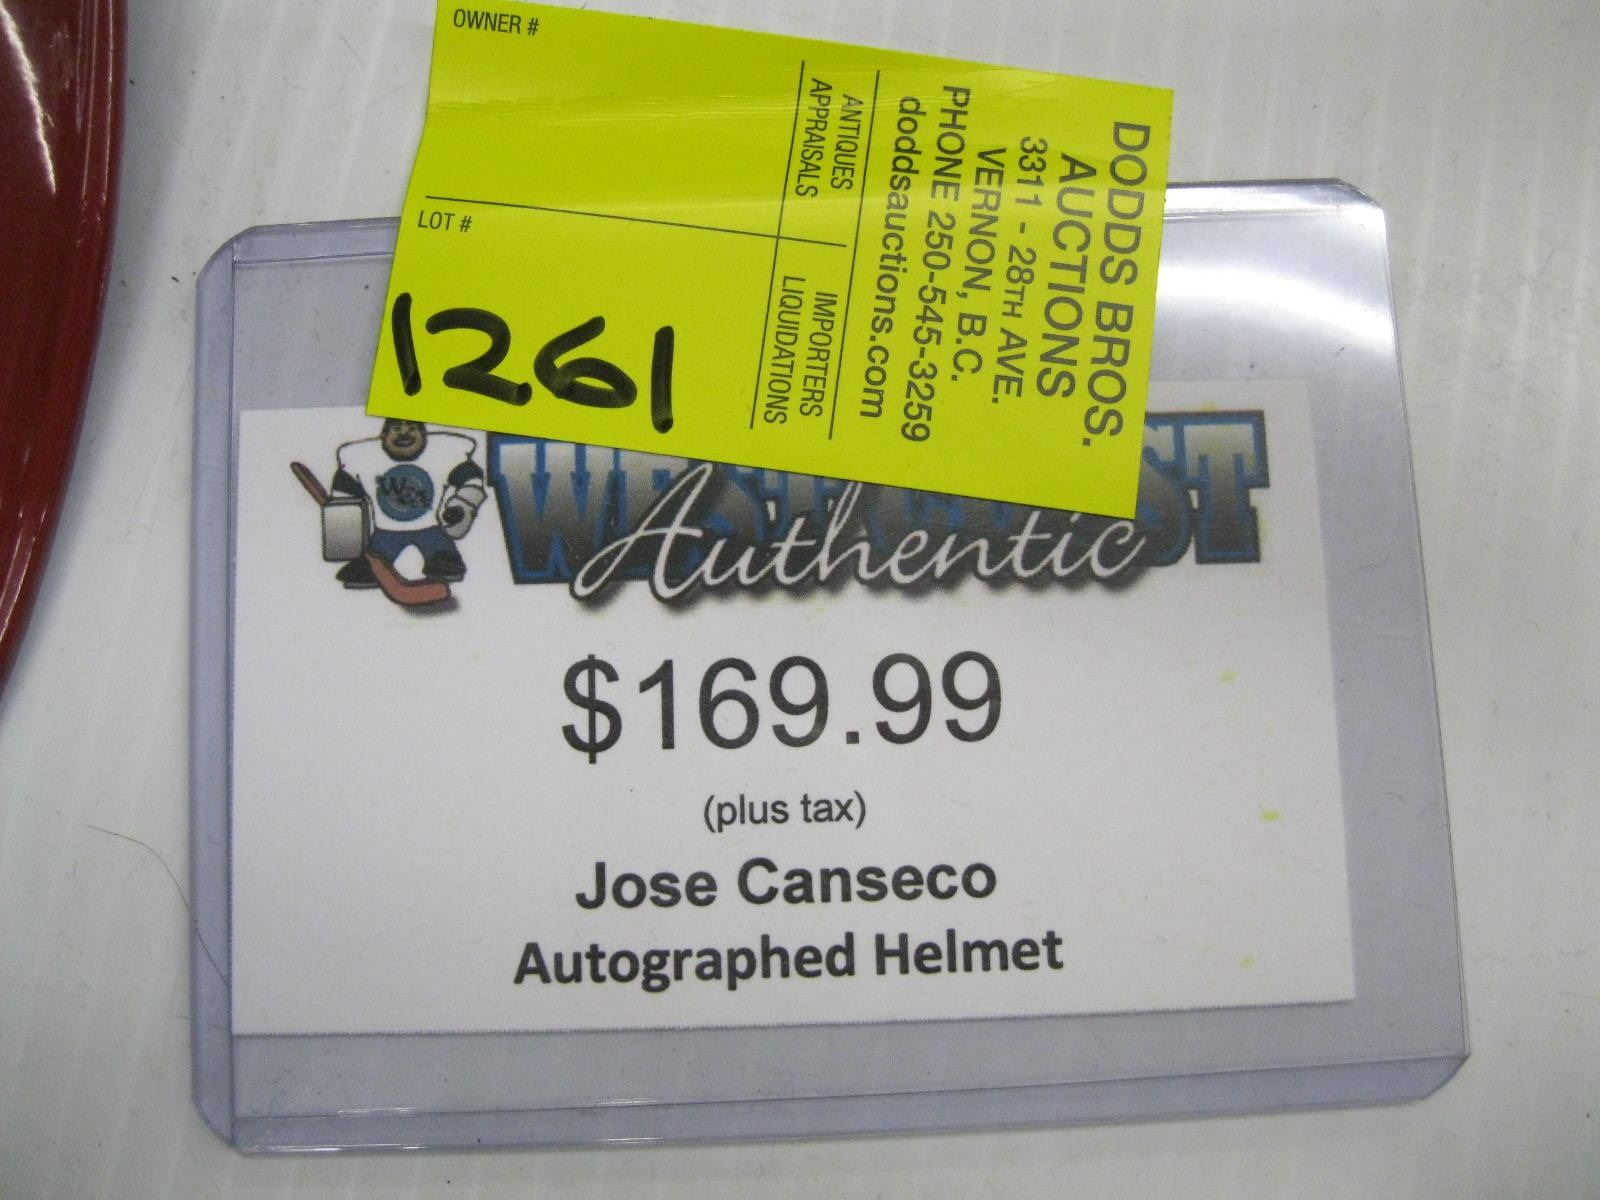 OWNER #
LOT #
1261
ANTIQUES
APPRAISALS
IMPORTERS
LIQUIDATIONS
DODDS BROS.
AUCTIONS
3311 - 28TH AVE.
VERNON, B.C.
PHONE 250-545-3259
doddsauctions.com
Authentic
$169.99
(plus tax)
Jose Canseco
Autographed Helmet